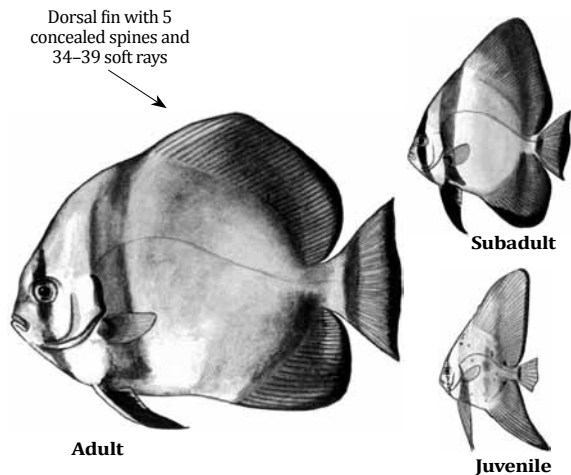 Dorsal fin with 5
concealed spines and
34–39 soft rays
Subadult
Adult
Juvenile